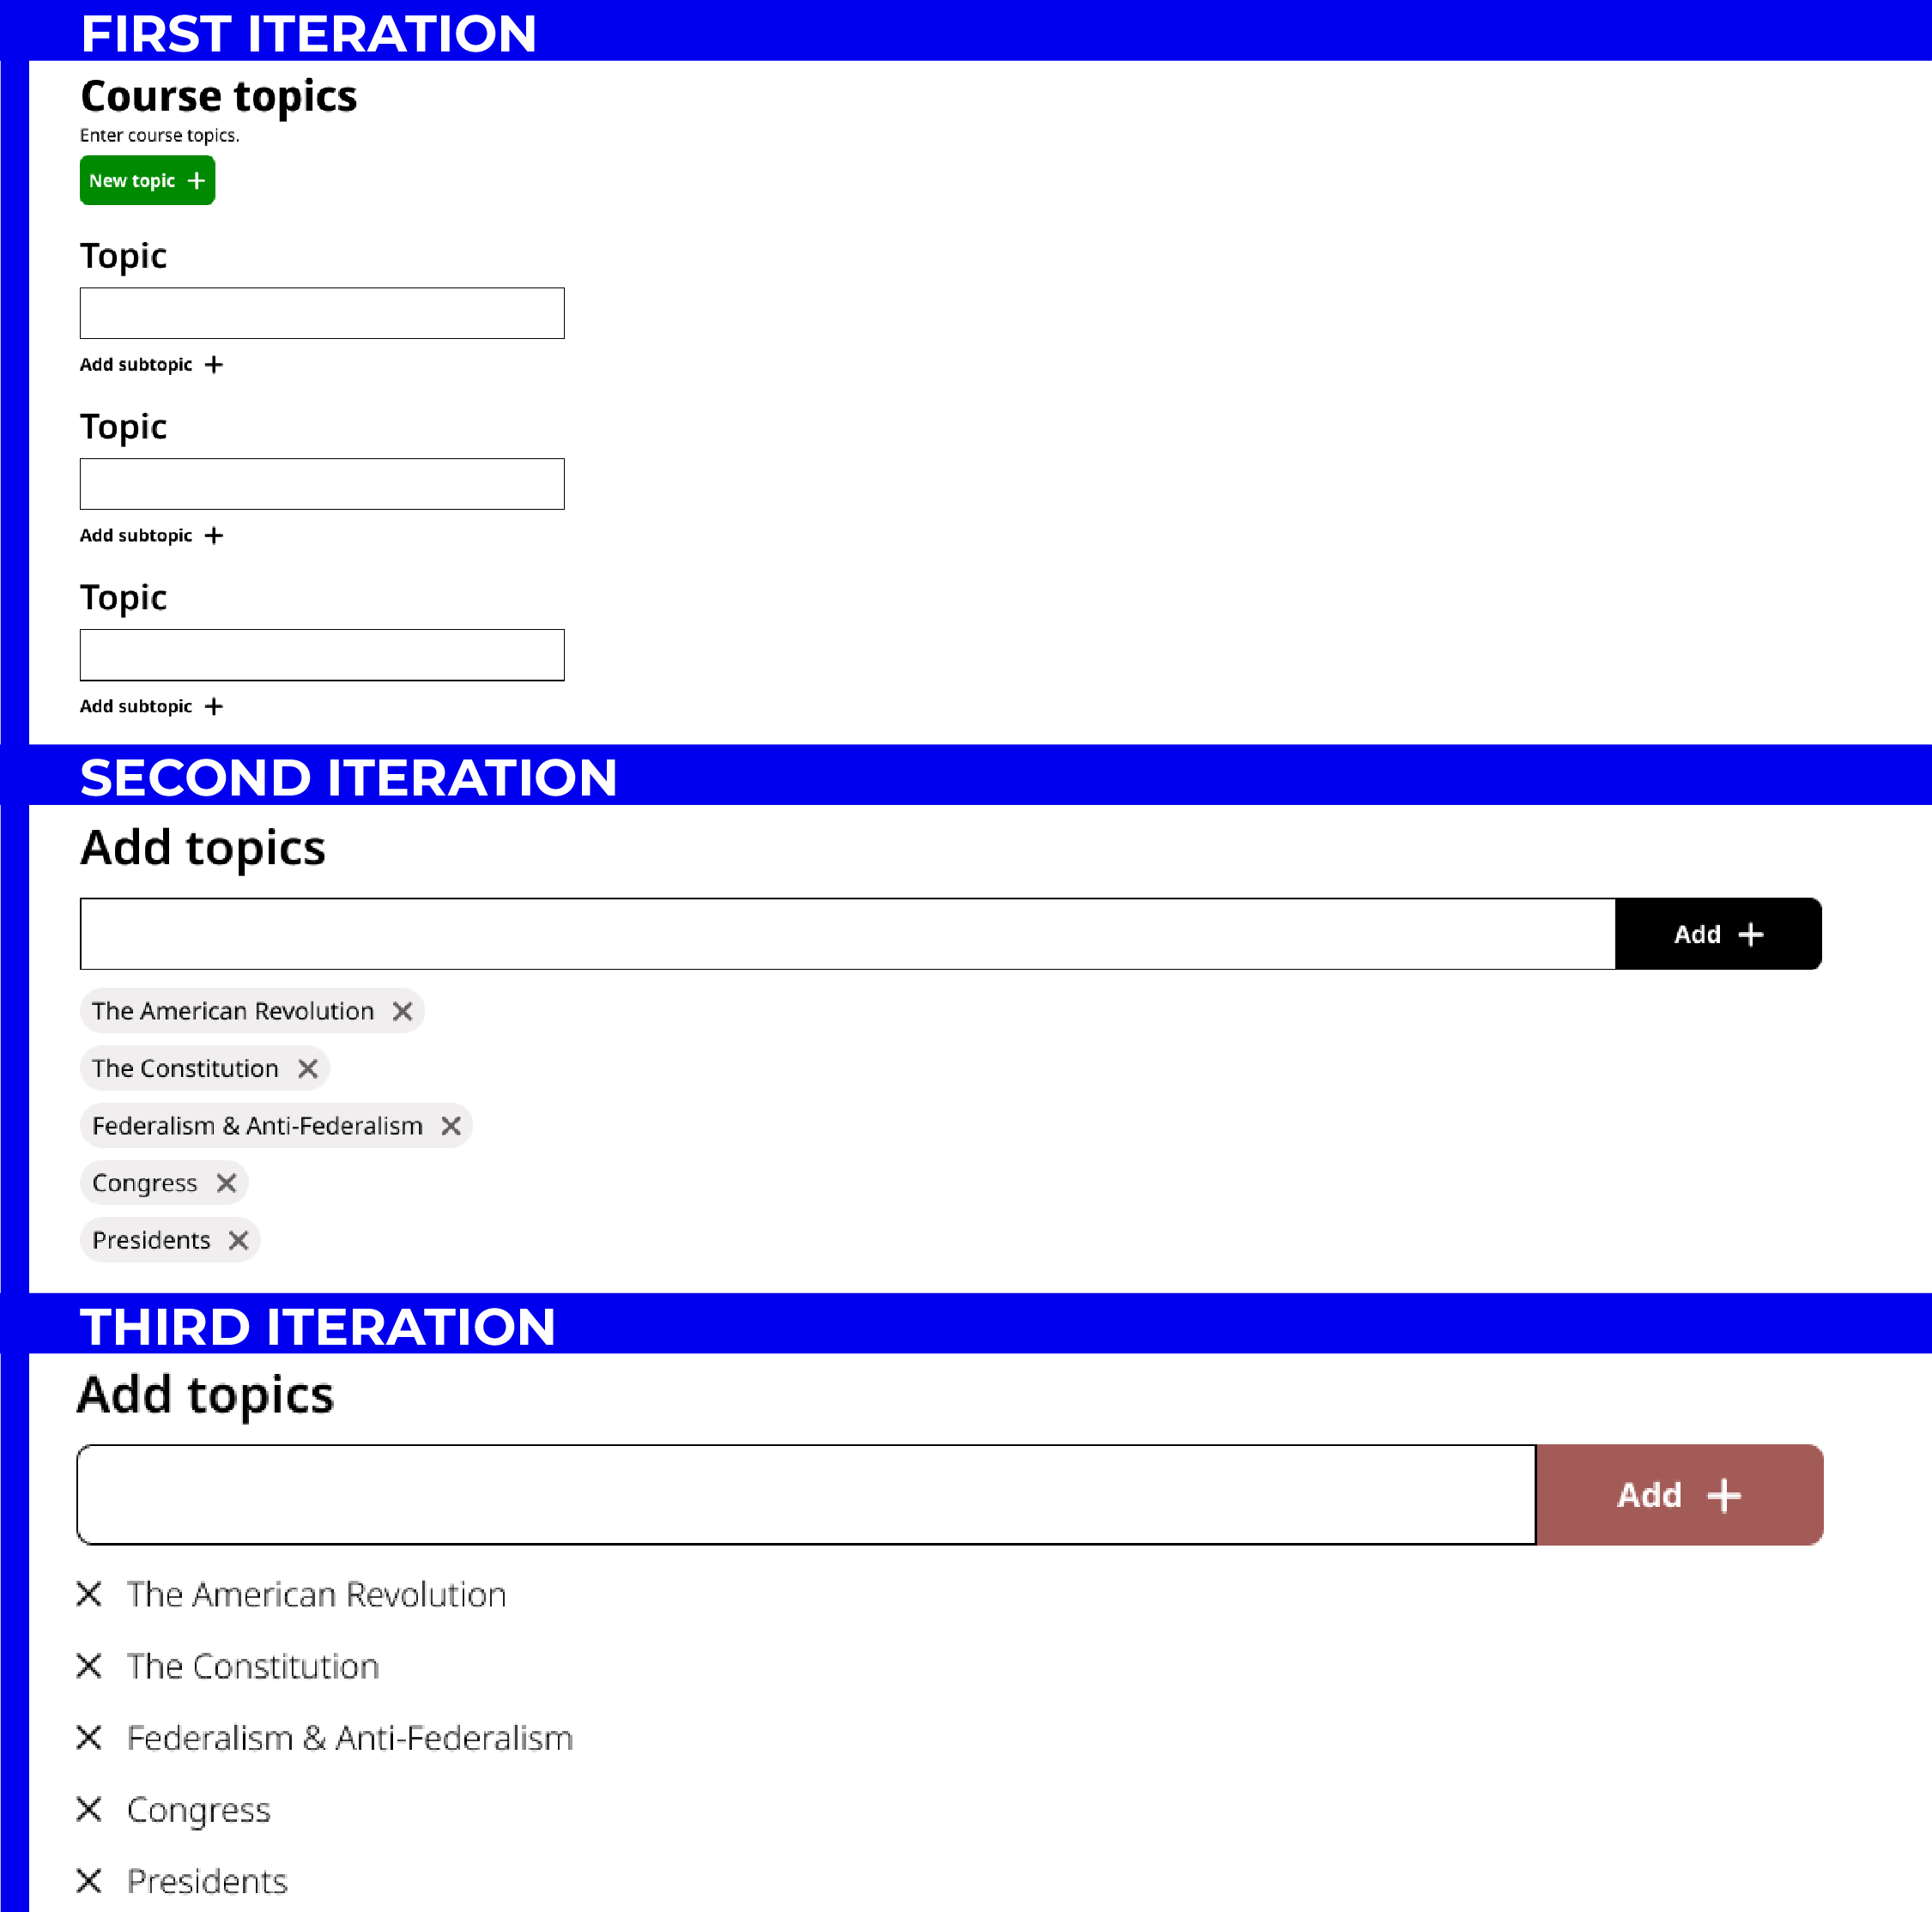 FIRST ITERATION
Course topics
Enter course topics.
New topic +
Topic
Add subtopic +
Topic
Add subtopic +
Topic
Add subtopic +
SECOND ITERATION
Add topics
Add +
The American Revolution ×
The Constitution ×
Federalism & Anti-Federalism ×
Congress ×
Presidents ×
THIRD ITERATION
Add topics
Add +
× The American Revolution
× The Constitution
× Federalism & Anti-Federalism
× Congress
× Presidents